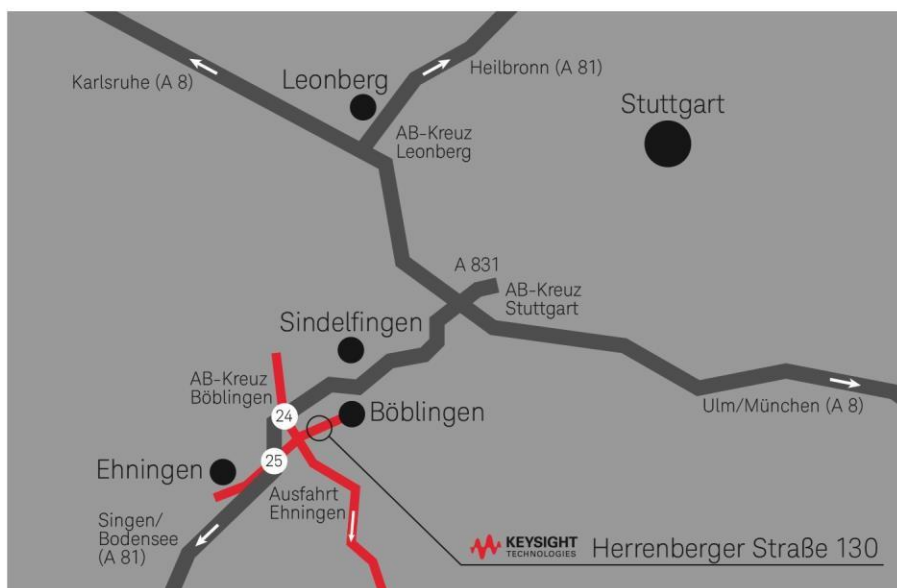 Karlsruhe (A 8)
Leonberg
Heilbronn (A 81)
Stuttgart
AB-Kreuz
Leonberg
A 831
AB-Kreuz
Stuttgart
Sindelfingen
AB-Kreuz
Böblingen
24
Böblingen
Ulm/München (A 8)
Ehningen
25
Ausfahrt
Ehningen
Singen/
Bodensee
(A 81)
KEYSIGHT
TECHNOLOGIES
Herrenberger Straße 130